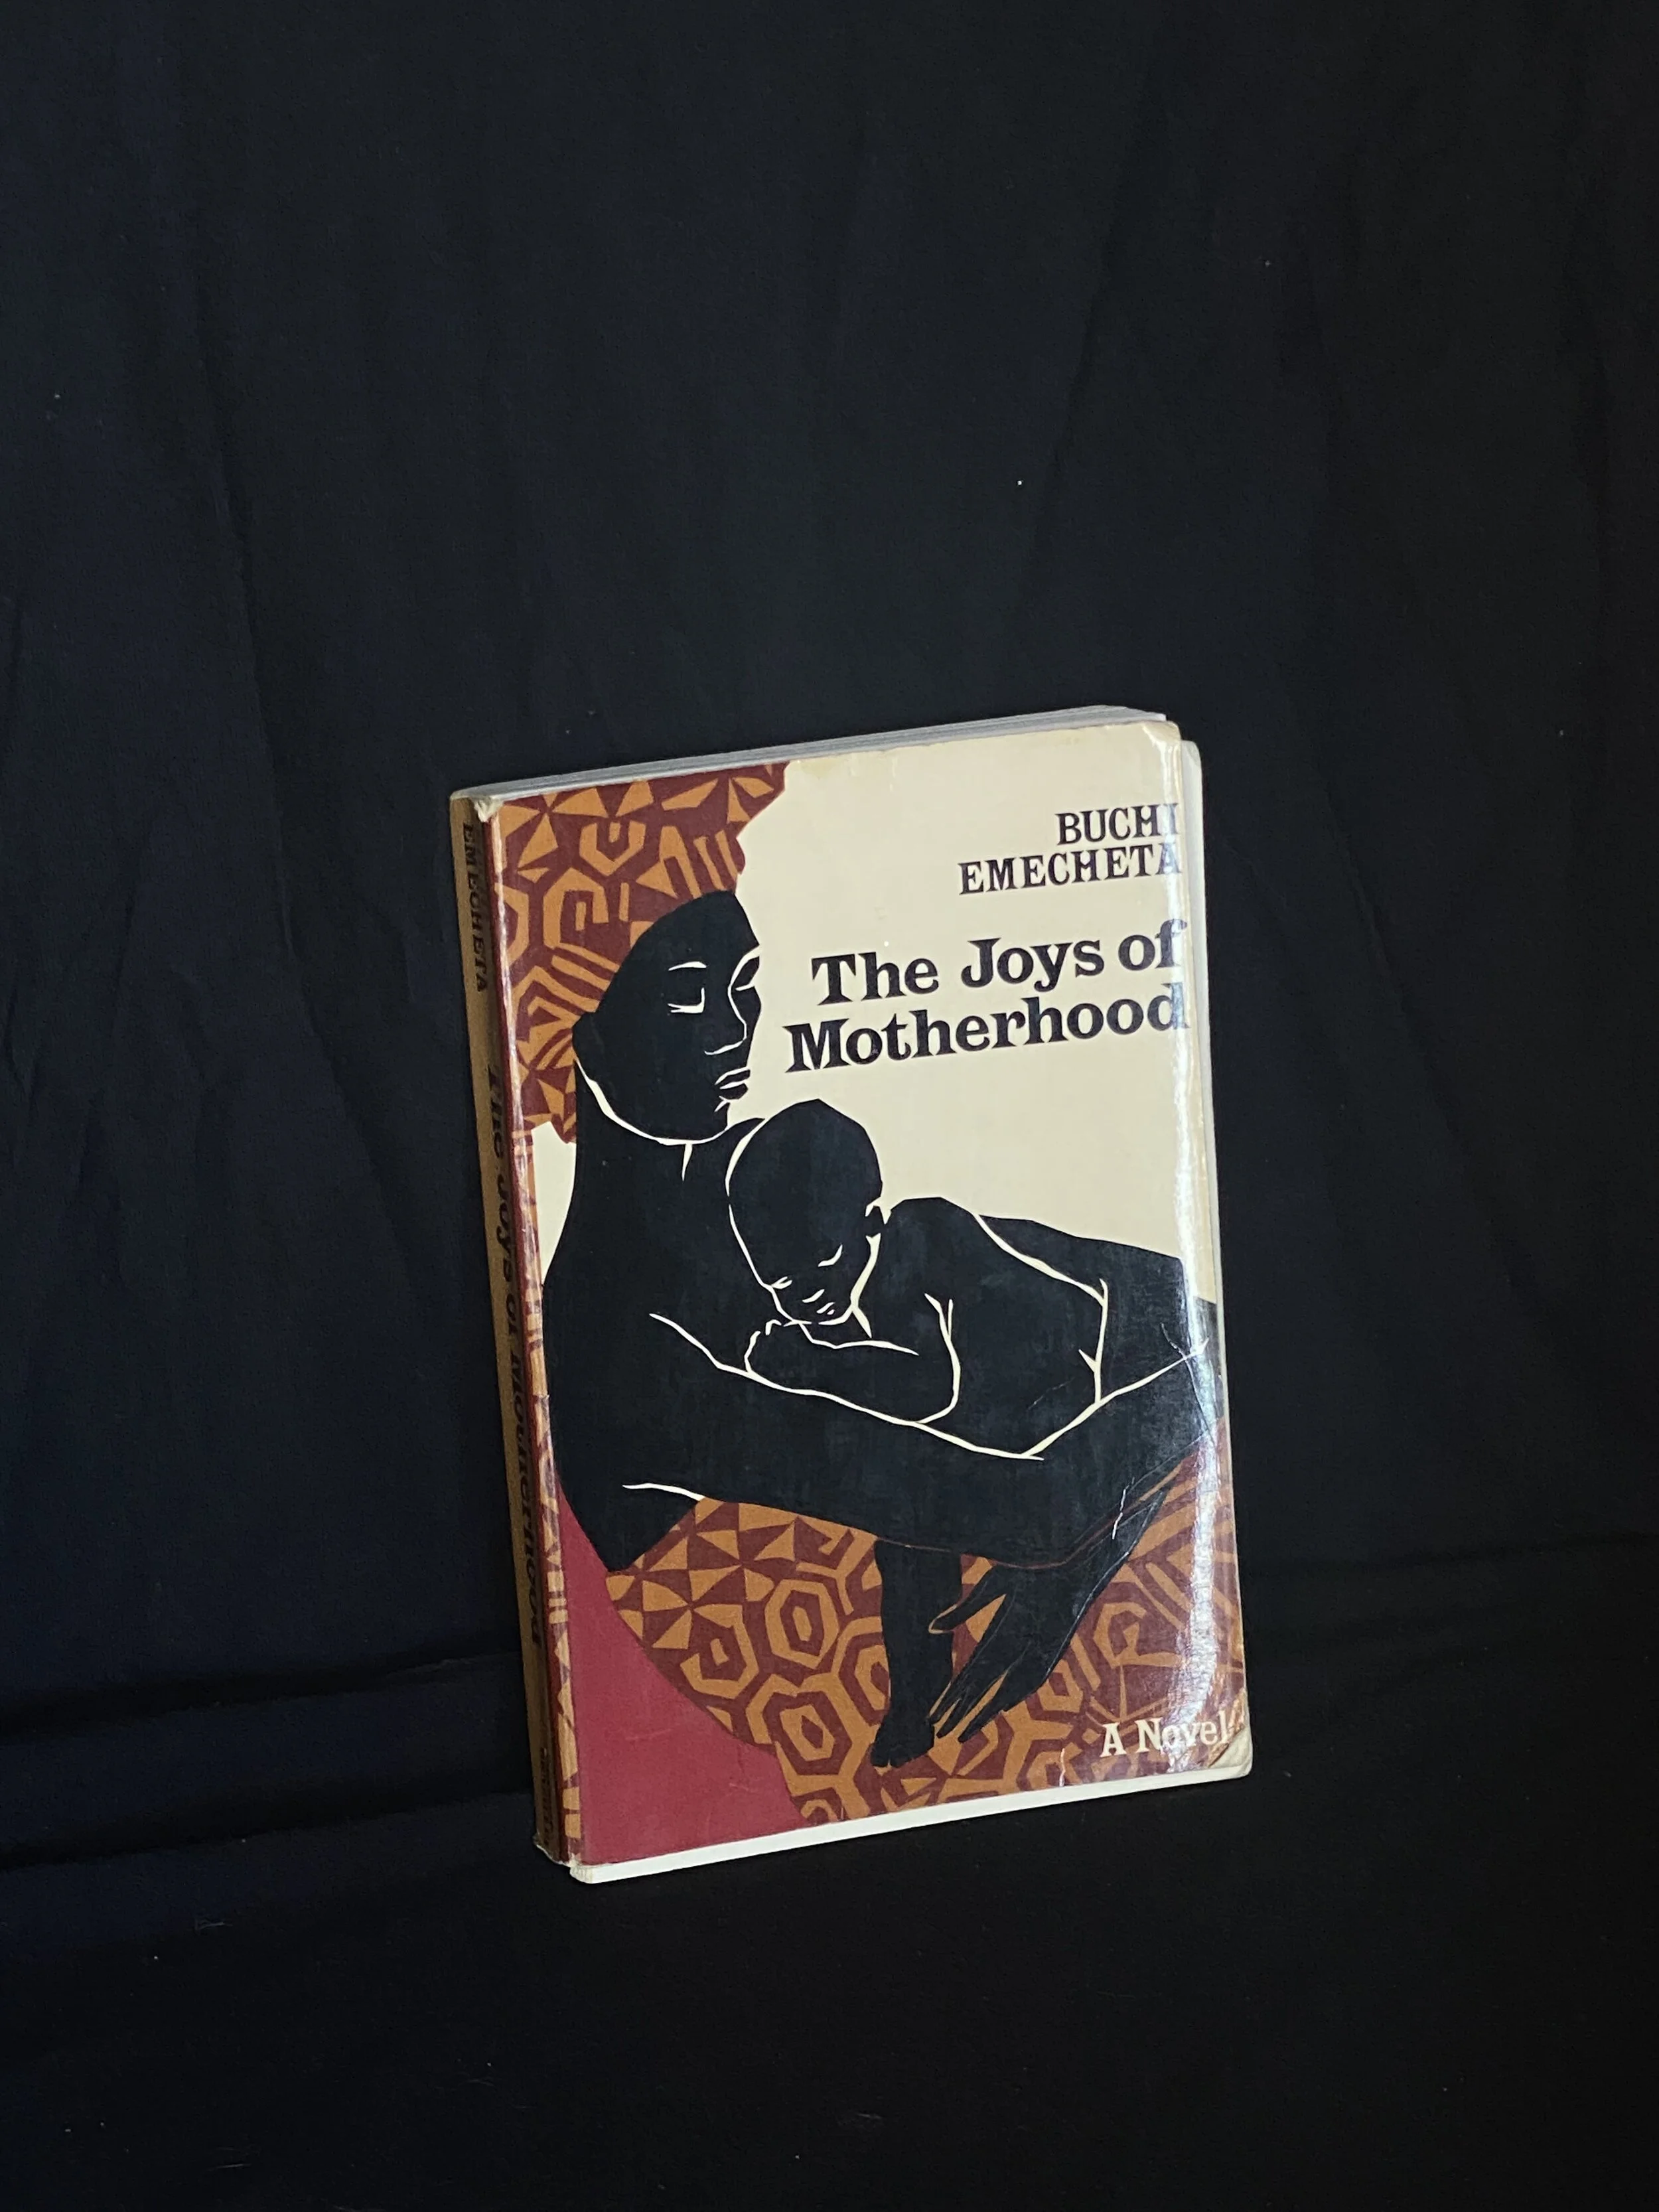 BUCHI
EMECHETA
The Joys of
Motherhood
A Novel
EMECHETA
The Joys of Motherhood